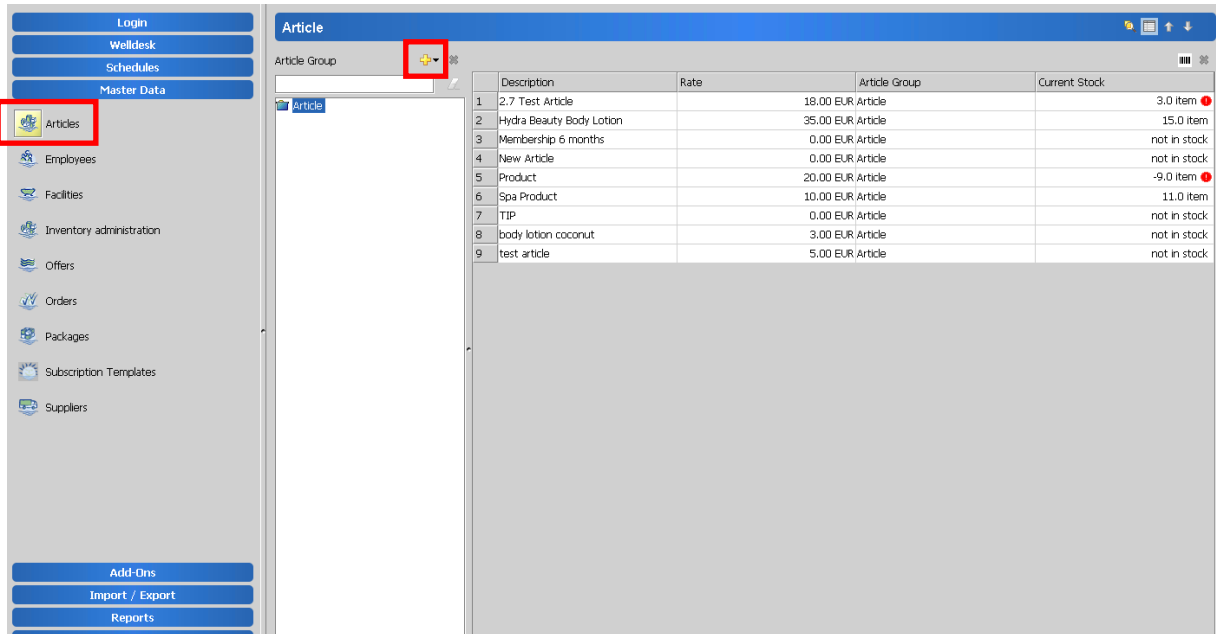 Login
Welldesk
Schedules
Master Data
Articles
Employees
Facilities
Inventory administration
Offers
Orders
Packages
Subscription Templates
Suppliers
Add-Ons
Import / Export
Reports
Article
Article Group
Article
Description Rate Article Group Current Stock
1 2.7 Test Article 18.00 EUR Article 3.0 item
2 Hydra Beauty Body Lotion 35.00 EUR Article 15.0 item
3 Membership 6 months 0.00 EUR Article not in stock
4 New Article 0.00 EUR Article not in stock
5 Product 20.00 EUR Article -9.0 item
6 Spa Product 10.00 EUR Article 11.0 item
7 TIP 0.00 EUR Article not in stock
8 body lotion coconut 3.00 EUR Article not in stock
9 test article 5.00 EUR Article not in stock